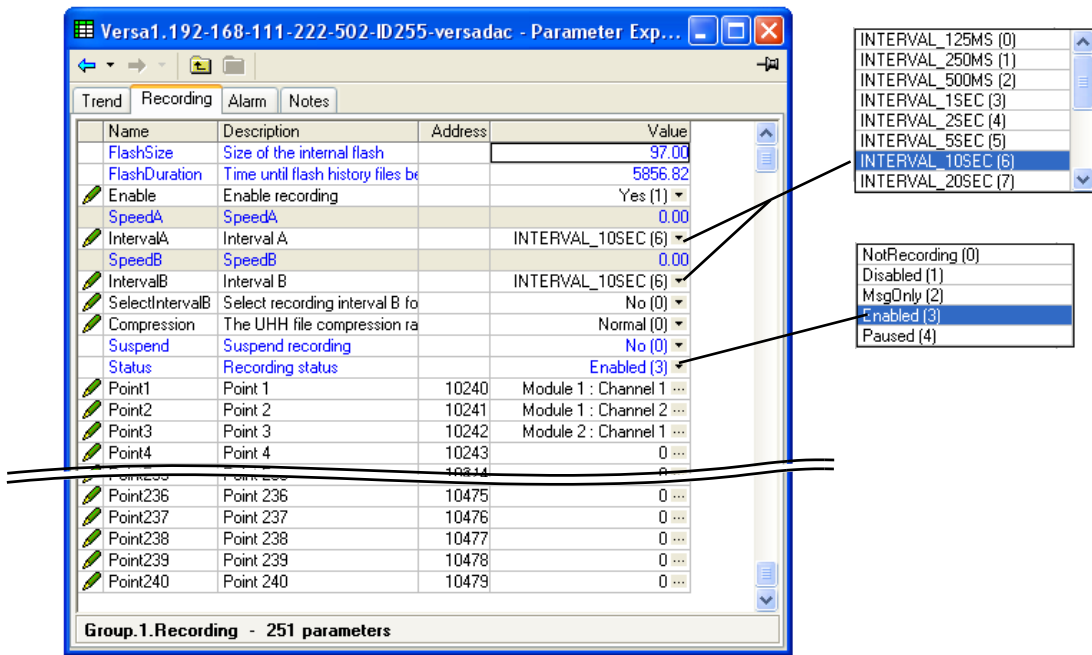 Versa1.192-168-111-222-502-ID255-versadac - Parameter Exp...
Trend Recording Alarm Notes
Name Description Address Value
FlashSize Size of the internal flash 97.00
FlashDuration Time until flash history files be 5856.82
Enable Enable recording Yes (1)
SpeedA SpeedA 0.00
IntervalA Interval A INTERVAL_10SEC (6)
SpeedB SpeedB 0.00
IntervalB Interval B INTERVAL_10SEC (6)
SelectIntervalB Select recording interval B fo No (0)
Compression The UHH file compression ra Normal (0)
Suspend Suspend recording No (0)
Status Recording status Enabled (3)
Point1 Point 1 10240 Module 1 : Channel 1 ...
Point2 Point 2 10241 Module 1 : Channel 2 ...
Point3 Point 3 10242 Module 2 : Channel 1 ...
Point4 Point 4 10243 0 ...
Point236 Point 236 10475 0 ...
Point237 Point 237 10476 0 ...
Point238 Point 238 10477 0 ...
Point239 Point 239 10478 0 ...
Point240 Point 240 10479 0 ...
Group.1.Recording - 251 parameters
INTERVAL_125MS (0)
INTERVAL_250MS (1)
INTERVAL_500MS (2)
INTERVAL_1SEC (3)
INTERVAL_2SEC (4)
INTERVAL_5SEC (5)
INTERVAL_10SEC (6)
INTERVAL_20SEC (7)
NotRecording (0)
Disabled (1)
MsgOnly (2)
Enabled (3)
Paused (4)